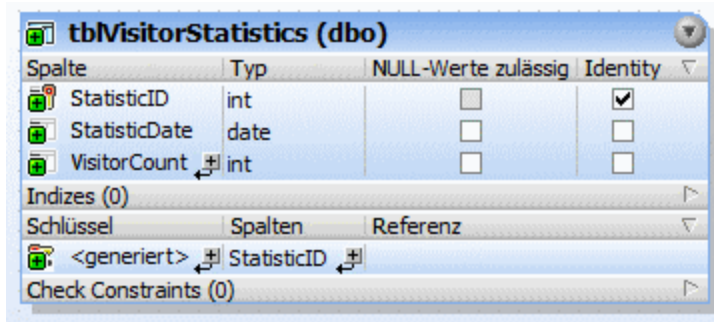 tblVisitorStatistics (dbo)
Spalte Typ NULL-Werte zulässig Identity
StatisticID int
StatisticDate date
VisitorCount int
Indizes (0)
Schlüssel Spalten Referenz
<generiert> StatisticID
Check Constraints (0)